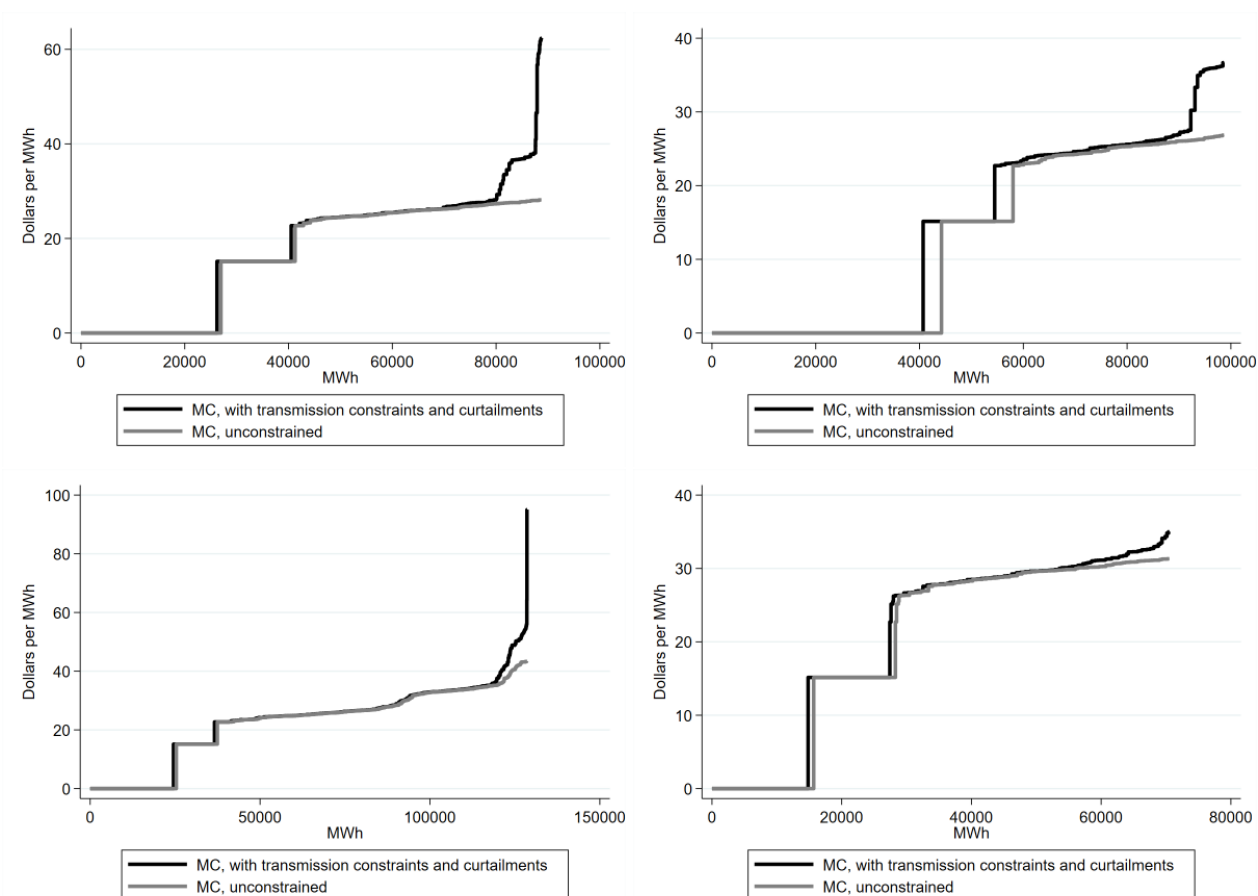 60
40
20
0
Dollars per MWh
0 20000 40000 60000 80000 100000
MWh
MC, with transmission constraints and curtailments
MC, unconstrained
40
30
20
10
0
Dollars per MWh
0 20000 40000 60000 80000 100000
MWh
MC, with transmission constraints and curtailments
MC, unconstrained
100
80
60
40
20
0
Dollars per MWh
0 50000 100000 150000
MWh
MC, with transmission constraints and curtailments
MC, unconstrained
40
30
20
10
0
Dollars per MWh
0 20000 40000 60000 80000
MWh
MC, with transmission constraints and curtailments
MC, unconstrained